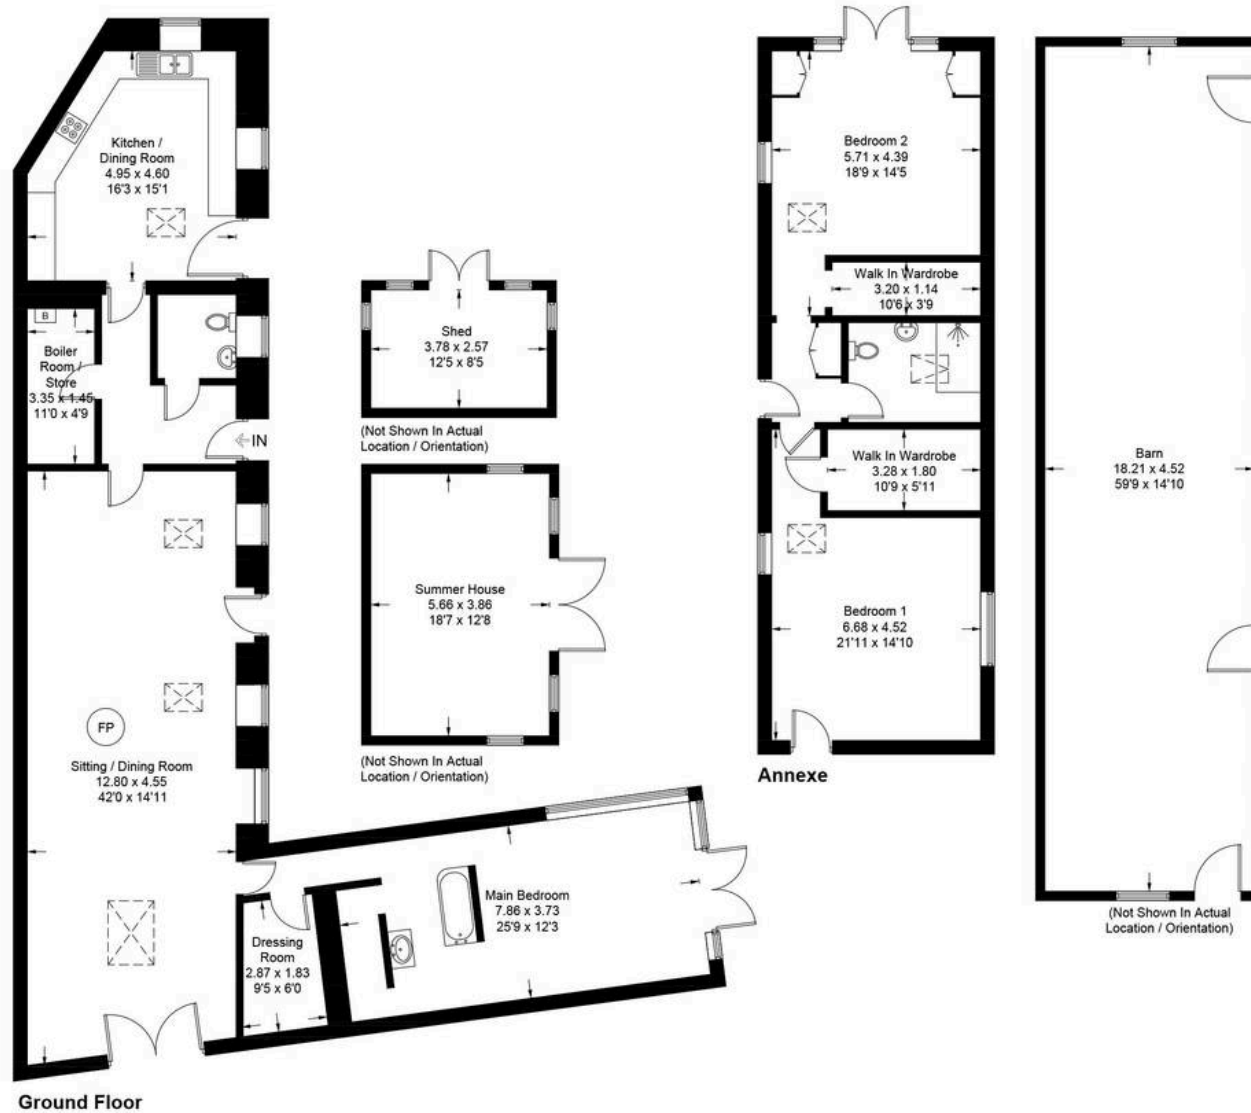 Kitchen /
Dining Room
4.95 x 4.60
16'3 x 15'1
B
Boiler
Room /
Store
3.35 x 1.45
11'0 x 4'9
IN
FP
Sitting / Dining Room
12.80 x 4.55
42'0 x 14'11
Dressing
Room
2.87 x 1.83
9'5 x 6'0
Main Bedroom
7.86 x 3.73
25'9 x 12'3
Ground Floor
Shed
3.78 x 2.57
12'5 x 8'5
(Not Shown In Actual
Location / Orientation)
Summer House
5.66 x 3.86
18'7 x 12'8
(Not Shown In Actual
Location / Orientation)
Bedroom 2
5.71 x 4.39
18'9 x 14'5
Walk In Wardrobe
3.20 x 1.14
10'6 x 3'9
Walk In Wardrobe
3.28 x 1.80
10'9 x 5'11
Bedroom 1
6.68 x 4.52
21'11 x 14'10
Annexe
Barn
18.21 x 4.52
59'9 x 14'10
(Not Shown In Actual
Location / Orientation)